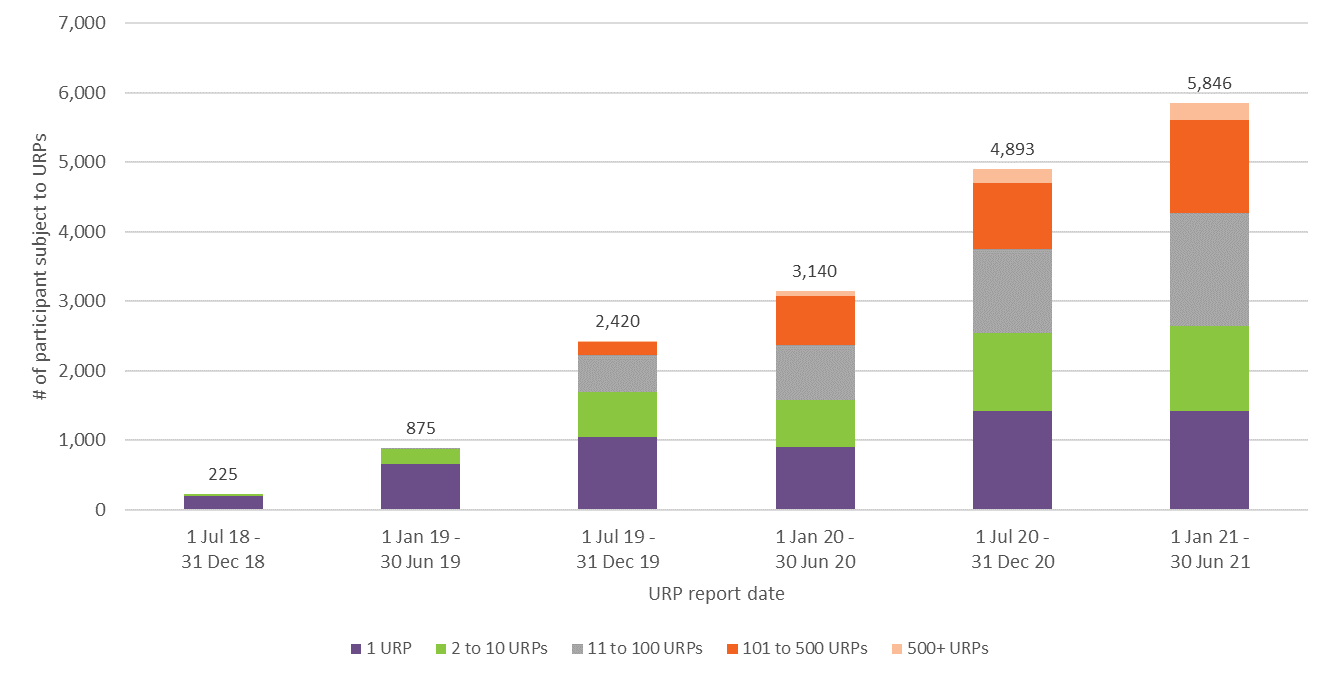 7,000
6,000
5,000
4,000
3,000
2,000
1,000
0
# of participant subject to URPs
225
875
2,420
3,140
4,893
5,846
1 Jul 18 -
31 Dec 18
1 Jan 19 -
30 Jun 19
1 Jul 19 -
31 Dec 19
1 Jan 20 -
30 Jun 20
1 Jul 20 -
31 Dec 20
1 Jan 21 -
30 Jun 21
URP report date
1 URP
2 to 10 URPs
11 to 100 URPs
101 to 500 URPs
500+ URPs